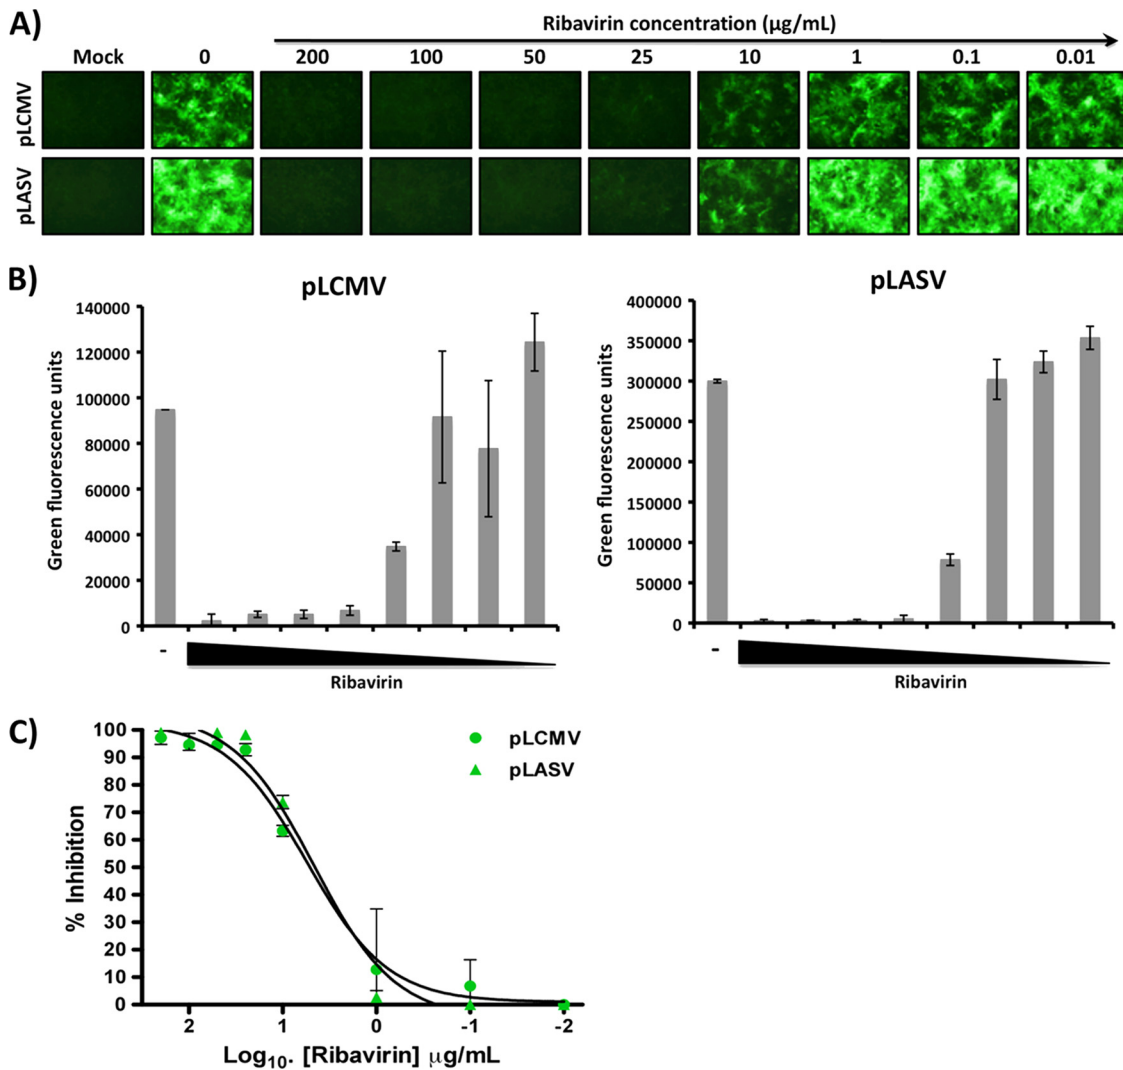 A)
Ribavirin concentration (µg/mL)
Mock 0 200 100 50 25 10 1 0.1 0.01
pLCMV
pLASV
B)
pLCMV
Green fluorescence units
140000
120000
100000
80000
60000
40000
20000
0
-
Ribavirin
pLASV
Green fluorescence units
400000
350000
300000
250000
200000
150000
100000
50000
0
-
Ribavirin
C)
% Inhibition
100
90
80
70
60
50
40
30
20
10
0
pLCMV
pLASV
2 1 0 -1 -2
Log10. [Ribavirin] µg/mL